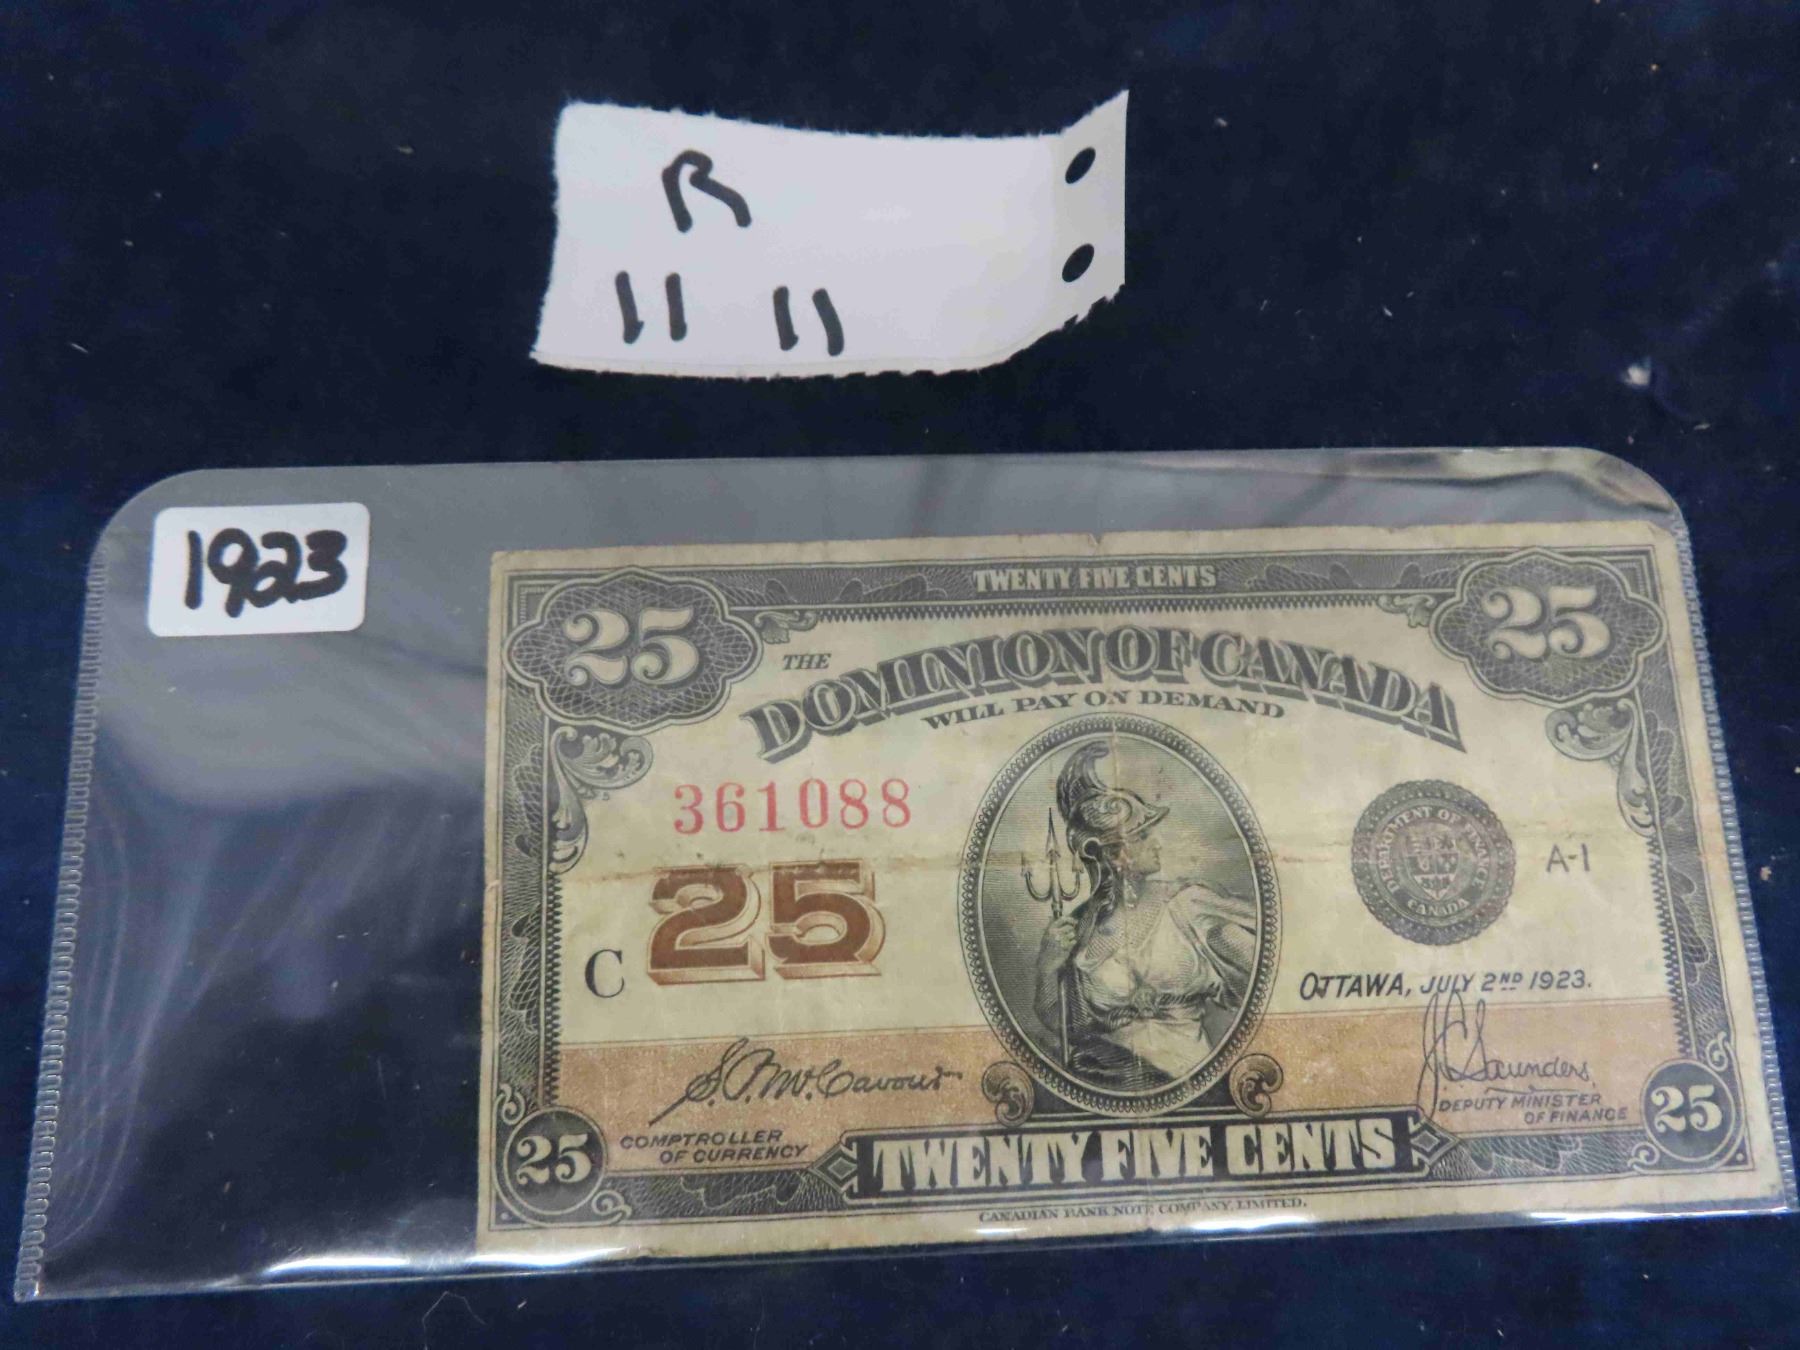 R
11 11
1923
TWENTY FIVE CENTS
25 25
THE DOMINION OF CANADA
WILL PAY ON DEMAND
361088
DEPARTMENT OF FINANCE
CANADA
A-1
25
C
OTTAWA, JULY 2ND 1923.
J C Saunders
COMPTROLLER
OF CURRENCY
DEPUTY MINISTER
OF FINANCE
25 TWENTY FIVE CENTS 25
CANADIAN BANK NOTE COMPANY, LIMITED.